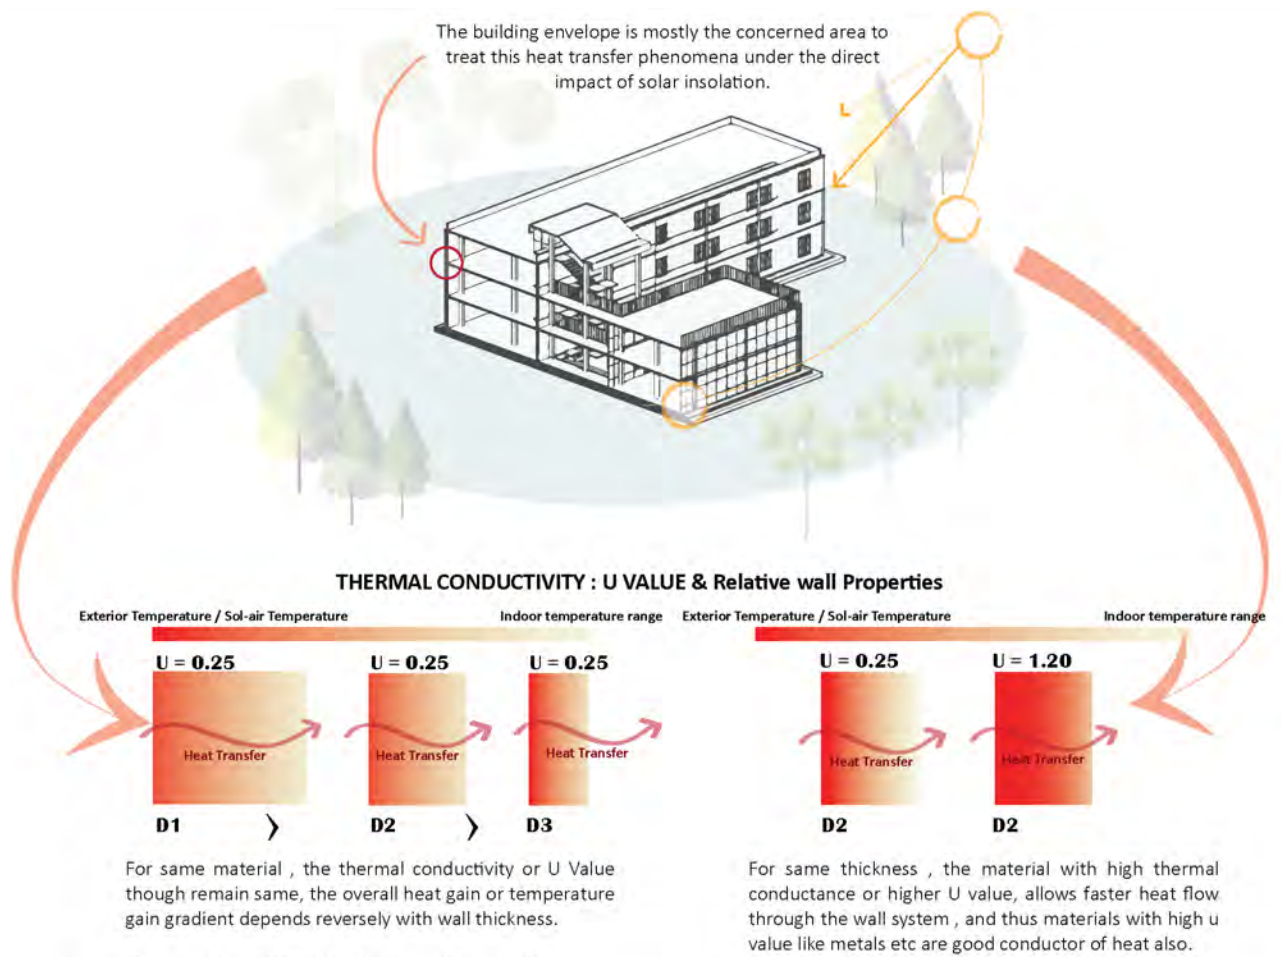 The building envelope is mostly the concerned area to
treat this heat transfer phenomena under the direct
impact of solar insolation.
THERMAL CONDUCTIVITY : U VALUE & Relative wall Properties
Exterior Temperature / Sol-air Temperature
Indoor temperature range
U = 0.25
U = 0.25
U = 0.25
Heat Transfer
Heat Transfer
Heat Transfer
D1 > D2 > D3
For same material , the thermal conductivity or U Value
though remain same, the overall heat gain or temperature
gain gradient depends reversely with wall thickness.
Exterior Temperature / Sol-air Temperature
Indoor temperature range
U = 0.25
U = 1.20
Heat Transfer
Heat Transfer
D2
D2
For same thickness , the material with high thermal
conductance or higher U value, allows faster heat flow
through the wall system , and thus materials with high u
value like metals etc are good conductor of heat also.